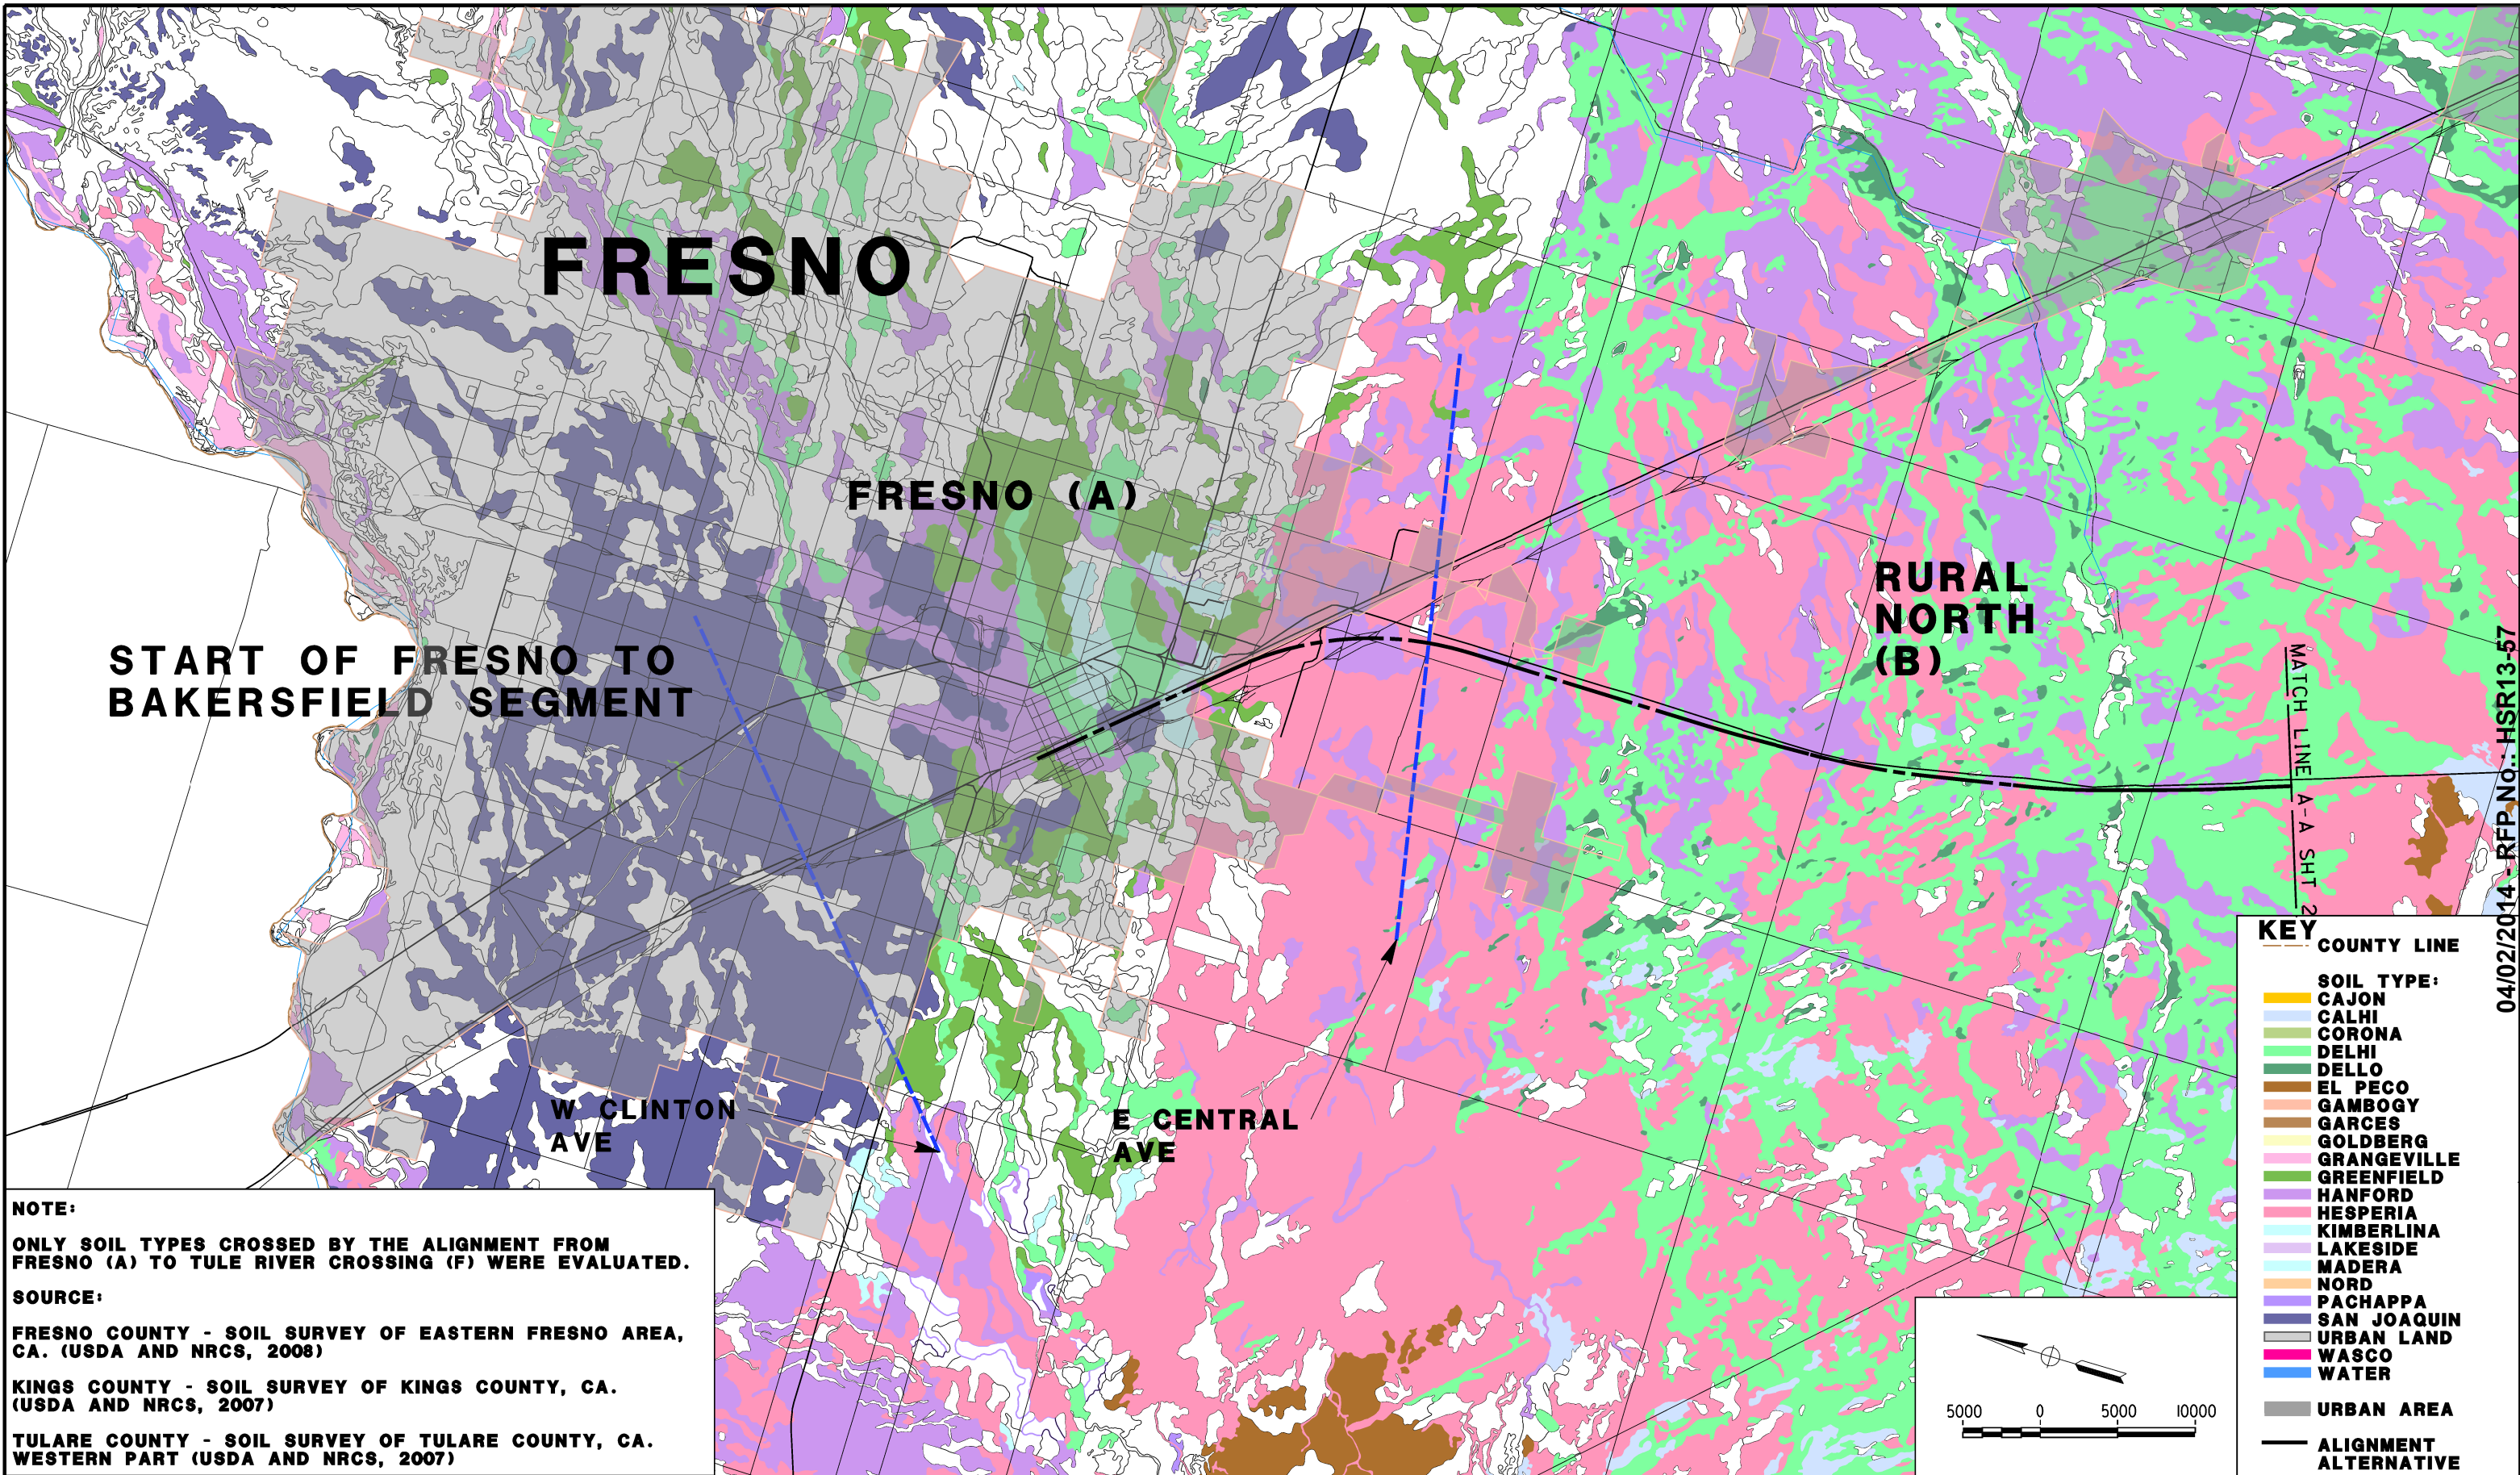 FRESNO
FRESNO (A)
START OF FRESNO TO
BAKERSFIELD SEGMENT
RURAL
NORTH
(B)
MATCH LINE A-A SHT 2
04/02/2014 - RFP No.: HSR13-57
W CLINTON
AVE
E CENTRAL
AVE
NOTE:
ONLY SOIL TYPES CROSSED BY THE ALIGNMENT FROM
FRESNO (A) TO TULE RIVER CROSSING (F) WERE EVALUATED.
SOURCE:
FRESNO COUNTY - SOIL SURVEY OF EASTERN FRESNO AREA,
CA. (USDA AND NRCS, 2008)
KINGS COUNTY - SOIL SURVEY OF KINGS COUNTY, CA.
(USDA AND NRCS, 2007)
TULARE COUNTY - SOIL SURVEY OF TULARE COUNTY, CA.
WESTERN PART (USDA AND NRCS, 2007)
5000 0 5000 10000
KEY
COUNTY LINE
SOIL TYPE:
CAJON
CALHI
CORONA
DELHI
DELLO
EL PECO
GAMBOGY
GARCES
GOLDBERG
GRANGEVILLE
GREENFIELD
HANFORD
HESPERIA
KIMBERLINA
LAKESIDE
MADERA
NORD
PACHAPPA
SAN JOAQUIN
URBAN LAND
WASCO
WATER
URBAN AREA
ALIGNMENT
ALTERNATIVE